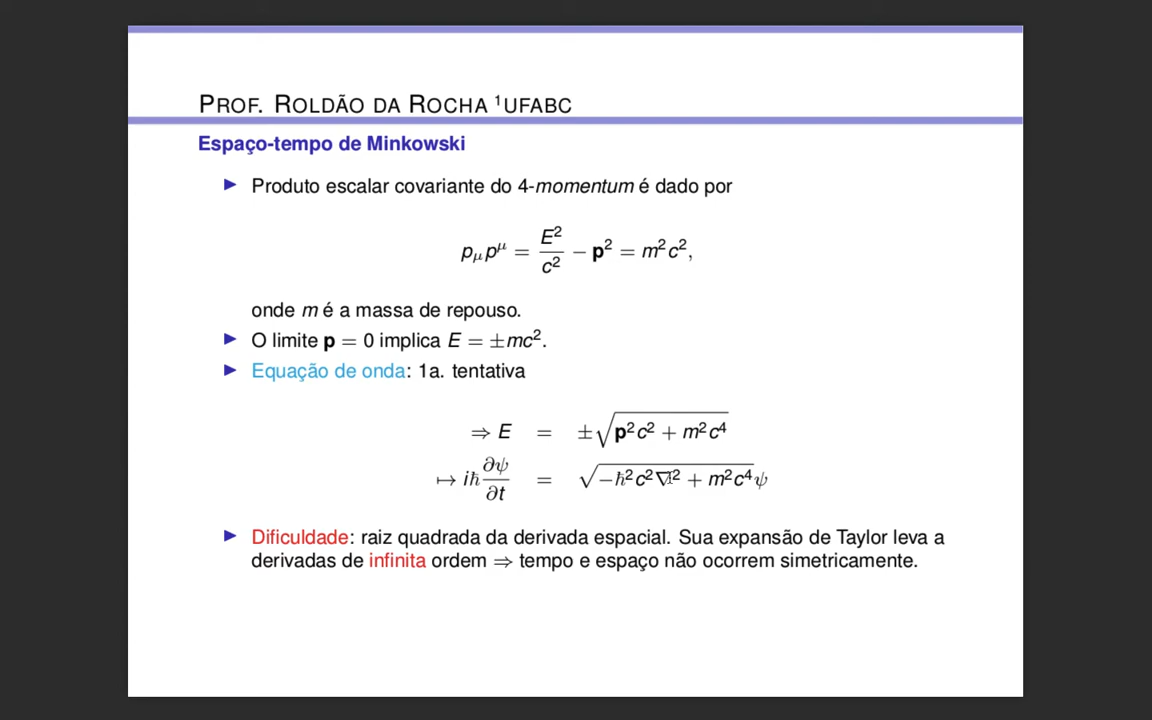 PROF. ROLDÃO DA ROCHA ¹UFABC
Espaço-tempo de Minkowski
▶ Produto escalar covariante do 4-momentum é dado por
pμpᵘ = E²/c² − p² = m²c²,
onde m é a massa de repouso.
▶ O limite p = 0 implica E = ±mc².
▶ Equação de onda: 1a. tentativa
⇒ E = ±√(p²c² + m²c⁴)
↦ iℏ ∂ψ/∂t = √(−ℏ²c²∇² + m²c⁴) ψ
▶ Dificuldade: raiz quadrada da derivada espacial. Sua expansão de Taylor leva a
derivadas de infinita ordem ⇒ tempo e espaço não ocorrem simetricamente.